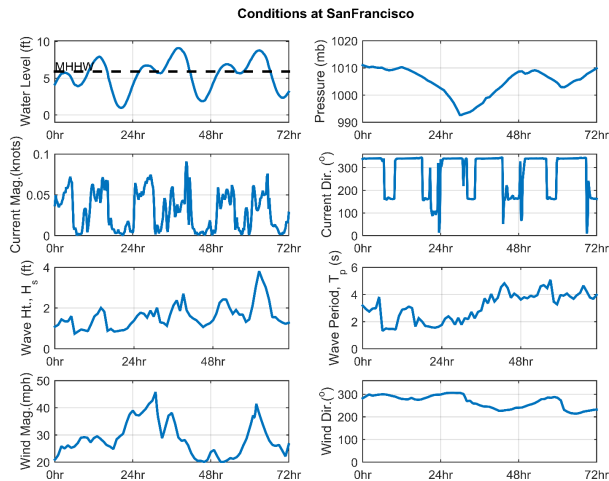 Conditions at SanFrancisco
Water Level (ft)
10
5
0
MHHW
0hr 24hr 48hr 72hr
Pressure (mb)
1020
1010
1000
990
0hr 24hr 48hr 72hr
Current Mag.(knots)
0.1
0.05
0
0hr 24hr 48hr 72hr
Current Dir. (°)
300
200
100
0
0hr 24hr 48hr 72hr
Wave Ht., H_s (ft)
4
2
0
0hr 24hr 48hr 72hr
Wave Period, T_p (s)
6
4
2
0
0hr 24hr 48hr 72hr
Wind Mag.(mph)
50
40
30
20
0hr 24hr 48hr 72hr
Wind Dir.(°)
300
200
100
0
0hr 24hr 48hr 72hr